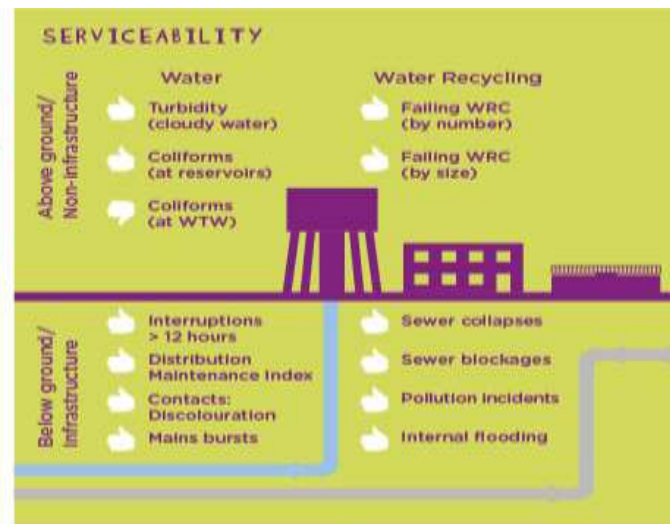 SERVICEABILITY
Above ground/
Non-infrastructure
Water
Turbidity
(cloudy water)
Coliforms
(at reservoirs)
Coliforms
(at WTW)
Water Recycling
Failing WRC
(by number)
Failing WRC
(by size)
Below ground/
Infrastructure
Interruptions
> 12 hours
Distribution
Maintenance Index
Contacts:
Discolouration
Mains bursts
Sewer collapses
Sewer blockages
Pollution incidents
Internal flooding